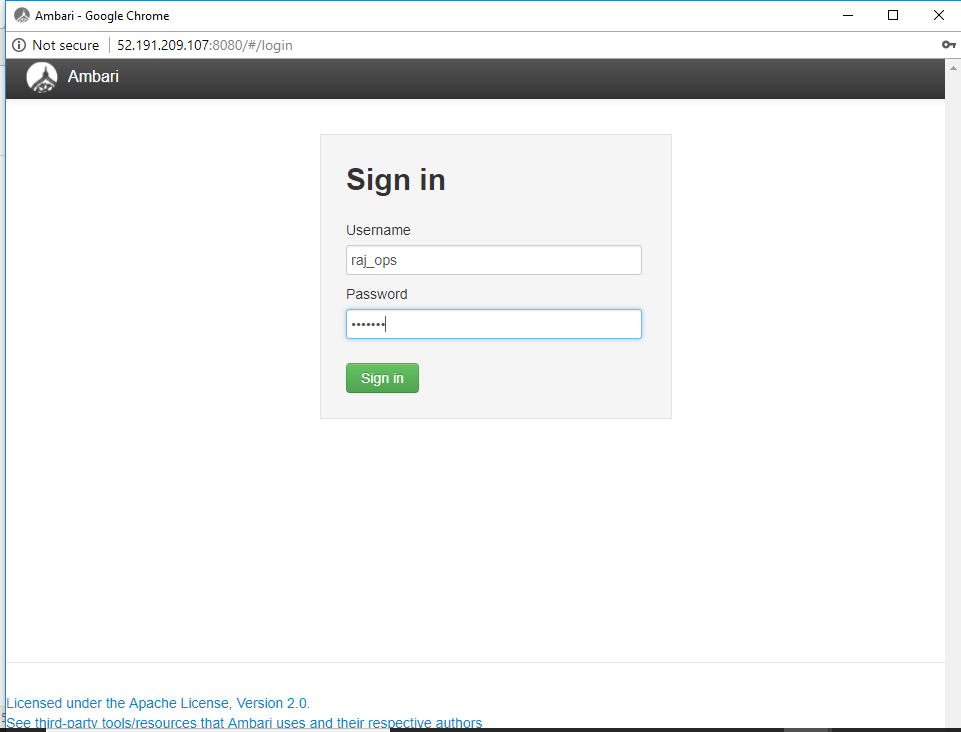 Ambari - Google Chrome
Not secure | 52.191.209.107:8080/#/login
Ambari
Sign in
Username
raj_ops
Password
•••••••
Sign in
Licensed under the Apache License, Version 2.0.
See third-party tools/resources that Ambari uses and their respective authors